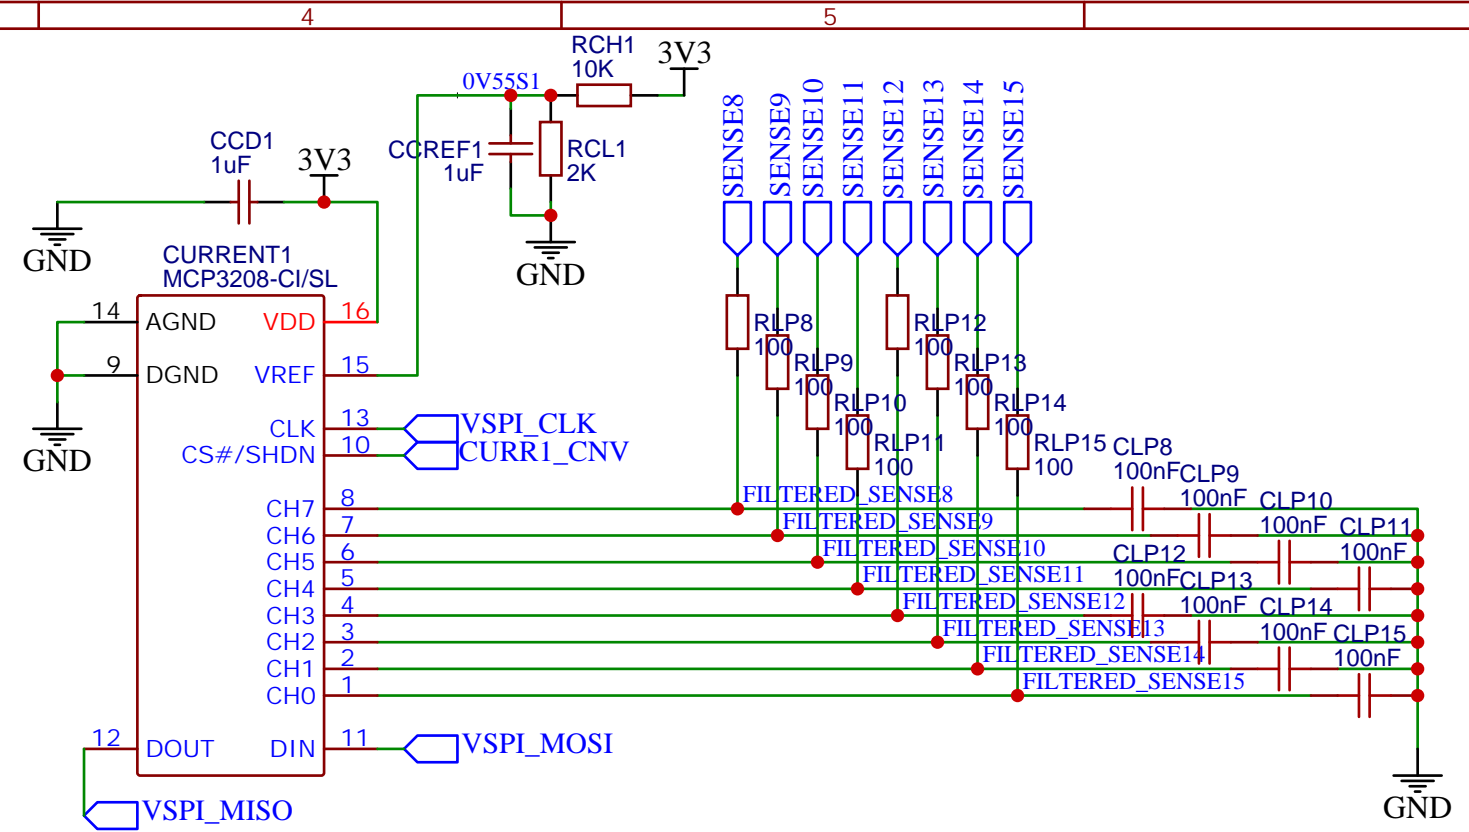 4
5
RCH1
10K
3V3
0V55S1
CCREF1
1uF
RCL1
2K
GND
CCD1
1uF
3V3
GND
SENSE8
SENSE9
SENSE10
SENSE11
SENSE12
SENSE13
SENSE14
SENSE15
CURRENT1
MCP3208-CI/SL
14 AGND
VDD 16
9 DGND
VREF 15
GND
CLK 13
VSPI_CLK
CS#/SHDN 10
CURR1_CNV
CH7 8
CH6 7
CH5 6
CH4 5
CH3 4
CH2 3
CH1 2
CH0 1
12 DOUT
DIN 11
VSPI_MOSI
VSPI_MISO
RLP8
100
RLP9
100
RLP10
100
RLP11
100
RLP12
100
RLP13
100
RLP14
100
RLP15
100
FILTERED_SENSE8
FILTERED_SENSE9
FILTERED_SENSE10
FILTERED_SENSE11
FILTERED_SENSE12
FILTERED_SENSE13
FILTERED_SENSE14
FILTERED_SENSE15
CLP8
100nF
CLP9
100nF
CLP10
100nF
CLP11
100nF
CLP12
100nF
CLP13
100nF
CLP14
100nF
CLP15
100nF
GND